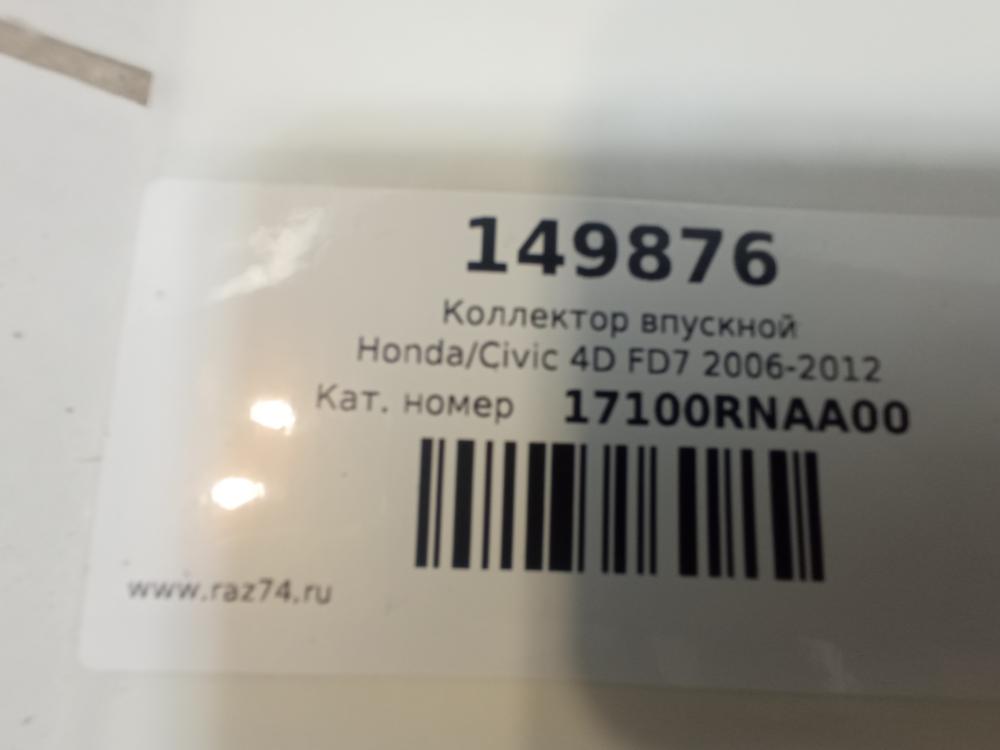 149876
Коллектор впускной
Honda/Civic 4D FD7 2006-2012
Кат. номер 17100RNAA00
www.raz74.ru